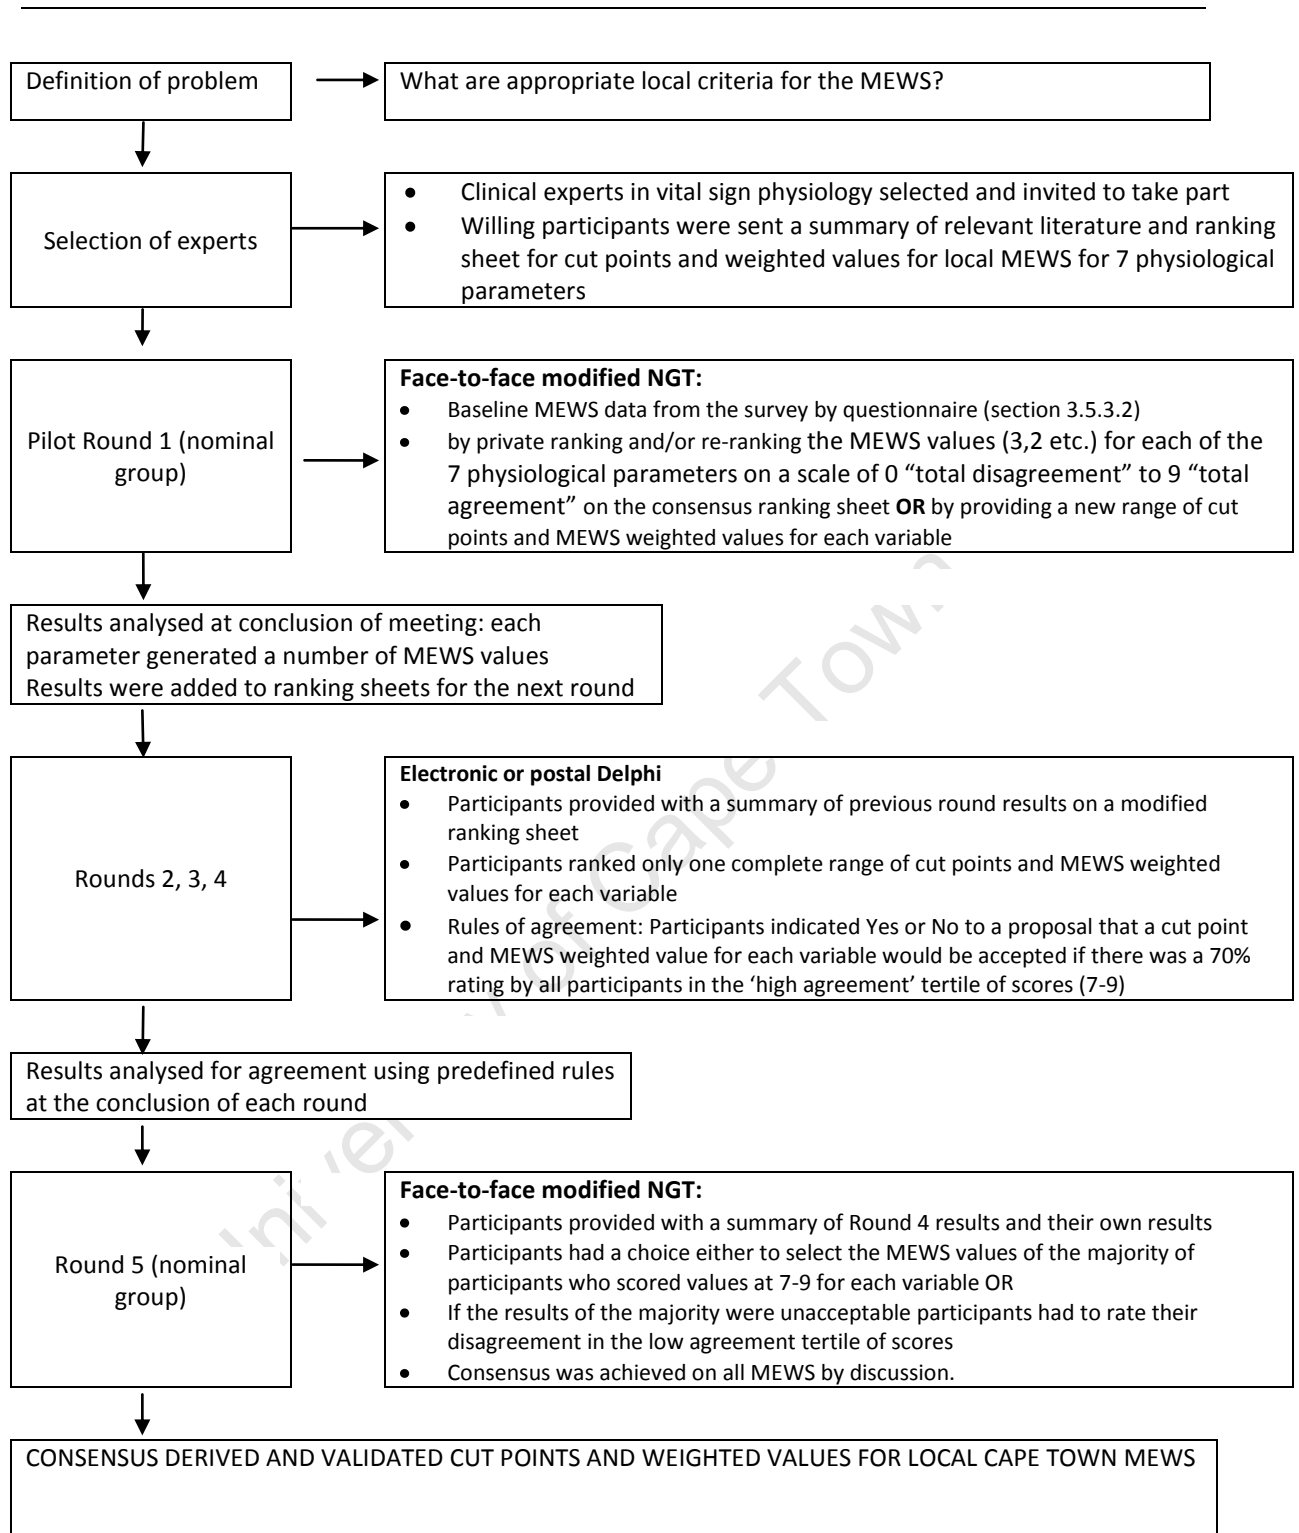 Definition of problem
What are appropriate local criteria for the MEWS?
Selection of experts
• Clinical experts in vital sign physiology selected and invited to take part
• Willing participants were sent a summary of relevant literature and ranking
sheet for cut points and weighted values for local MEWS for 7 physiological
parameters
Pilot Round 1 (nominal
group)
Face-to-face modified NGT:
• Baseline MEWS data from the survey by questionnaire (section 3.5.3.2)
• by private ranking and/or re-ranking the MEWS values (3,2 etc.) for each of the
7 physiological parameters on a scale of 0 “total disagreement” to 9 “total
agreement” on the consensus ranking sheet OR by providing a new range of cut
points and MEWS weighted values for each variable
Results analysed at conclusion of meeting: each
parameter generated a number of MEWS values
Results were added to ranking sheets for the next round
Rounds 2, 3, 4
Electronic or postal Delphi
• Participants provided with a summary of previous round results on a modified
ranking sheet
• Participants ranked only one complete range of cut points and MEWS weighted
values for each variable
• Rules of agreement: Participants indicated Yes or No to a proposal that a cut point
and MEWS weighted value for each variable would be accepted if there was a 70%
rating by all participants in the ‘high agreement’ tertile of scores (7-9)
Results analysed for agreement using predefined rules
at the conclusion of each round
Round 5 (nominal
group)
Face-to-face modified NGT:
• Participants provided with a summary of Round 4 results and their own results
• Participants had a choice either to select the MEWS values of the majority of
participants who scored values at 7-9 for each variable OR
• If the results of the majority were unacceptable participants had to rate their
disagreement in the low agreement tertile of scores
• Consensus was achieved on all MEWS by discussion.
CONSENSUS DERIVED AND VALIDATED CUT POINTS AND WEIGHTED VALUES FOR LOCAL CAPE TOWN MEWS
of Cape Town